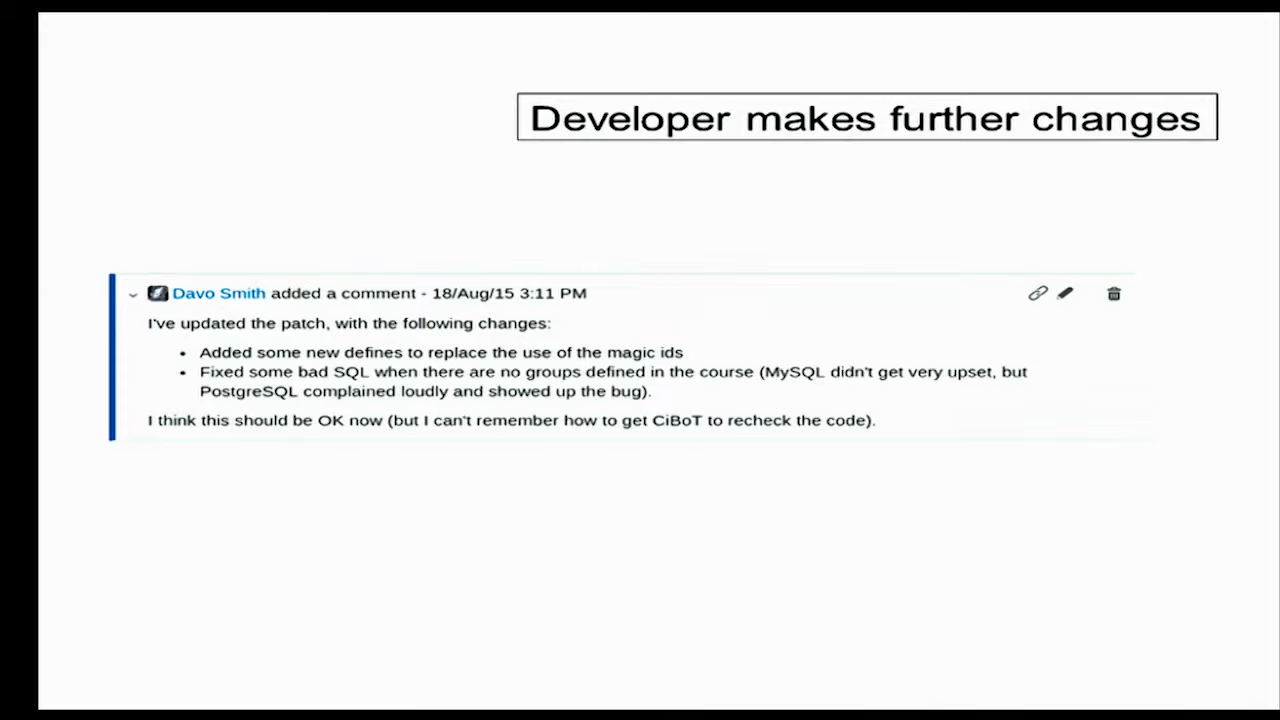 Developer makes further changes
Davo Smith added a comment - 18/Aug/15 3:11 PM
I've updated the patch, with the following changes:
• Added some new defines to replace the use of the magic ids
• Fixed some bad SQL when there are no groups defined in the course (MySQL didn't get very upset, but
PostgreSQL complained loudly and showed up the bug).
I think this should be OK now (but I can't remember how to get CiBoT to recheck the code).